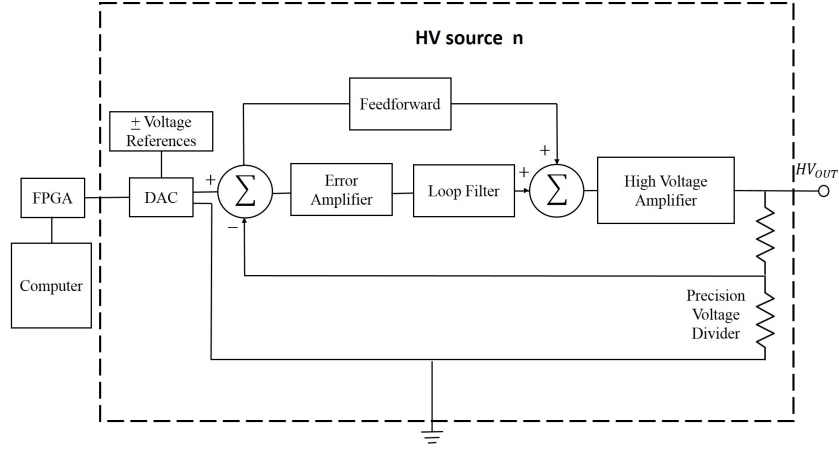 HV source n
Feedforward
± Voltage
References
+
+
+
HV_OUT
FPGA
DAC
Σ
Error
Amplifier
Loop Filter
Σ
High Voltage
Amplifier
−
Computer
Precision
Voltage
Divider